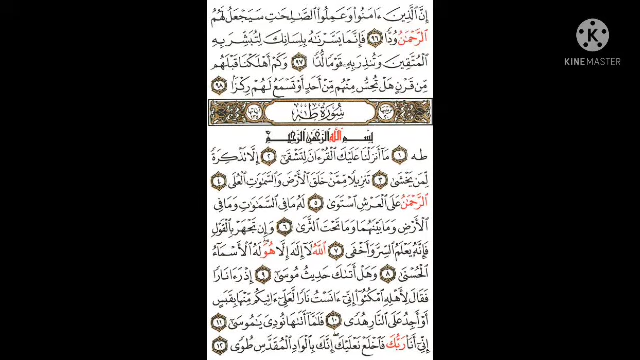 إِنَّ ٱلَّذِينَ ءَامَنُوا۟ وَعَمِلُوا۟ ٱلصَّٰلِحَٰتِ سَيَجْعَلُ لَهُمُ
ٱلرَّحْمَٰنُ وُدًّا ٩٦ فَإِنَّمَا يَسَّرْنَٰهُ بِلِسَانِكَ لِتُبَشِّرَ بِهِ
ٱلْمُتَّقِينَ وَتُنذِرَ بِهِۦ قَوْمًا لُّدًّا ٩٧ وَكَمْ أَهْلَكْنَا قَبْلَهُم
مِّن قَرْنٍ هَلْ تُحِسُّ مِنْهُم مِّنْ أَحَدٍ أَوْ تَسْمَعُ لَهُمْ رِكْزًۢا ٩٨
سُورَةُ طه
بِسْمِ ٱللَّهِ ٱلرَّحْمَٰنِ ٱلرَّحِيمِ
طه ١ مَآ أَنزَلْنَا عَلَيْكَ ٱلْقُرْءَانَ لِتَشْقَىٰٓ ٢ إِلَّا تَذْكِرَةً
لِّمَن يَخْشَىٰ ٣ تَنزِيلًا مِّمَّنْ خَلَقَ ٱلْأَرْضَ وَٱلسَّمَٰوَٰتِ ٱلْعُلَى ٤
ٱلرَّحْمَٰنُ عَلَى ٱلْعَرْشِ ٱسْتَوَىٰ ٥ لَهُۥ مَا فِى ٱلسَّمَٰوَٰتِ وَمَا فِى
ٱلْأَرْضِ وَمَا بَيْنَهُمَا وَمَا تَحْتَ ٱلثَّرَىٰ ٦ وَإِن تَجْهَرْ بِٱلْقَوْلِ
فَإِنَّهُۥ يَعْلَمُ ٱلسِّرَّ وَأَخْفَى ٧ ٱللَّهُ لَآ إِلَٰهَ إِلَّا هُوَ لَهُ ٱلْأَسْمَآءُ
ٱلْحُسْنَىٰ ٨ وَهَلْ أَتَىٰكَ حَدِيثُ مُوسَىٰٓ ٩ إِذْ رَءَا نَارًا
فَقَالَ لِأَهْلِهِ ٱمْكُثُوٓا۟ إِنِّىٓ ءَانَسْتُ نَارًا لَّعَلِّىٓ ءَاتِيكُم مِّنْهَا بِقَبَسٍ
أَوْ أَجِدُ عَلَى ٱلنَّارِ هُدًى ١٠ فَلَمَّآ أَتَىٰهَا نُودِىَ يَٰمُوسَىٰٓ ١١
إِنِّىٓ أَنَا۠ رَبُّكَ فَٱخْلَعْ نَعْلَيْكَ إِنَّكَ بِٱلْوَادِ ٱلْمُقَدَّسِ طُوًى ١٢
KINEMASTER